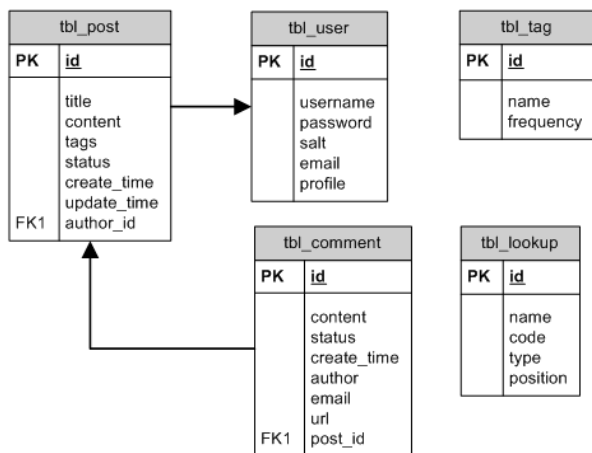 tbl_post
PK id
title
content
tags
status
create_time
update_time
FK1 author_id
tbl_user
PK id
username
password
salt
email
profile
tbl_tag
PK id
name
frequency
tbl_comment
PK id
content
status
create_time
author
email
url
FK1 post_id
tbl_lookup
PK id
name
code
type
position